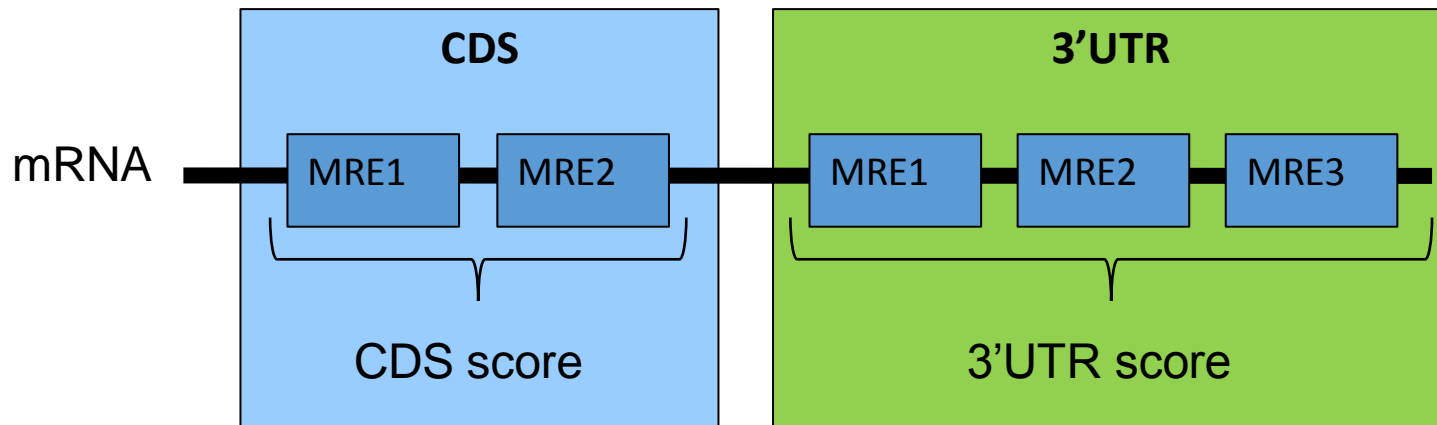 CDS
3’UTR
mRNA
MRE1
MRE2
MRE1
MRE2
MRE3
CDS score
3’UTR score